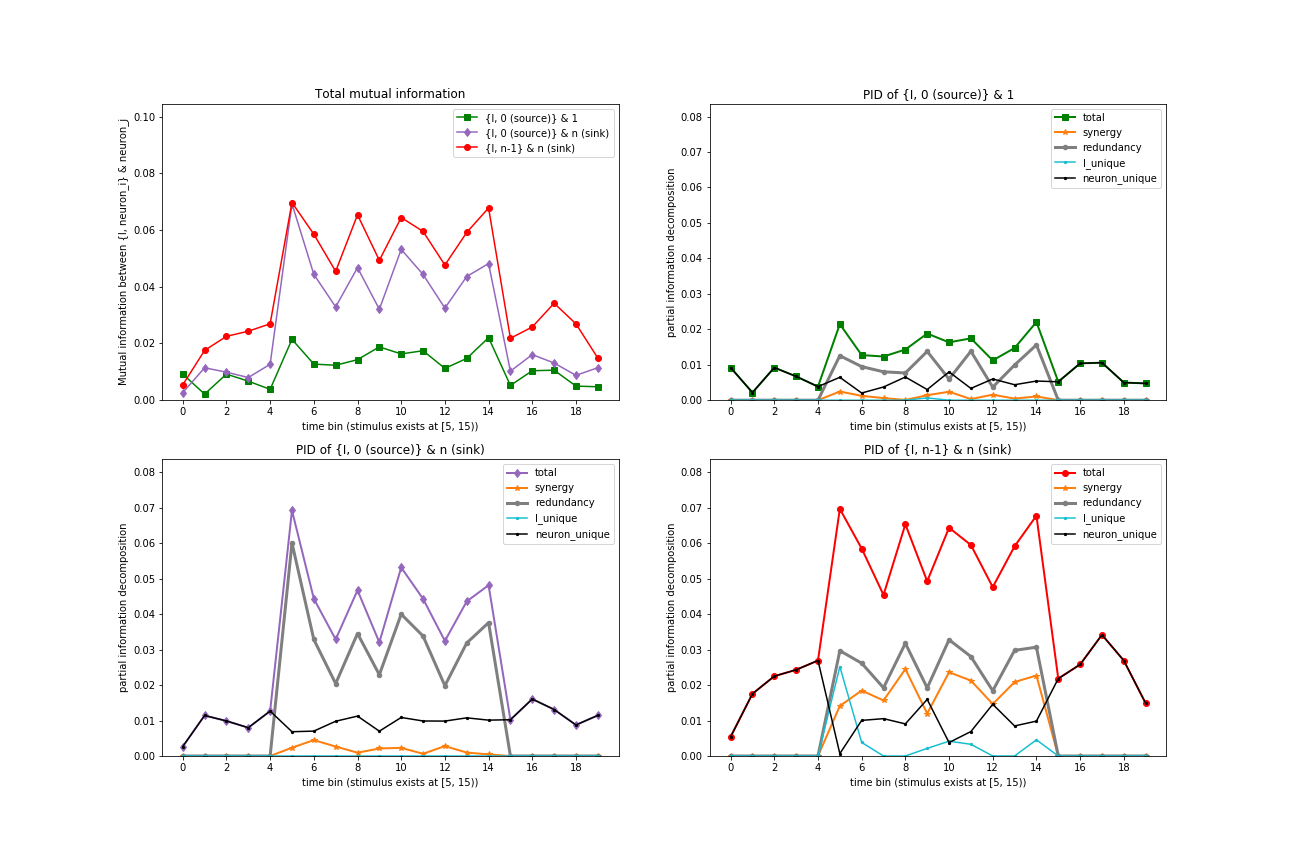 Total mutual information
Mutual information between {I, neuron_i} & neuron_j
0.10
0.08
0.06
0.04
0.02
0.00
{I, 0 (source)} & 1
{I, 0 (source)} & n (sink)
{I, n-1} & n (sink)
0 2 4 6 8 10 12 14 16 18
time bin (stimulus exists at [5, 15))
PID of {I, 0 (source)} & 1
partial information decomposition
0.08
0.07
0.06
0.05
0.04
0.03
0.02
0.01
0.00
total
synergy
redundancy
I_unique
neuron_unique
0 2 4 6 8 10 12 14 16 18
time bin (stimulus exists at [5, 15))
PID of {I, 0 (source)} & n (sink)
partial information decomposition
0.08
0.07
0.06
0.05
0.04
0.03
0.02
0.01
0.00
total
synergy
redundancy
I_unique
neuron_unique
0 2 4 6 8 10 12 14 16 18
time bin (stimulus exists at [5, 15))
PID of {I, n-1} & n (sink)
partial information decomposition
0.08
0.07
0.06
0.05
0.04
0.03
0.02
0.01
0.00
total
synergy
redundancy
I_unique
neuron_unique
0 2 4 6 8 10 12 14 16 18
time bin (stimulus exists at [5, 15))